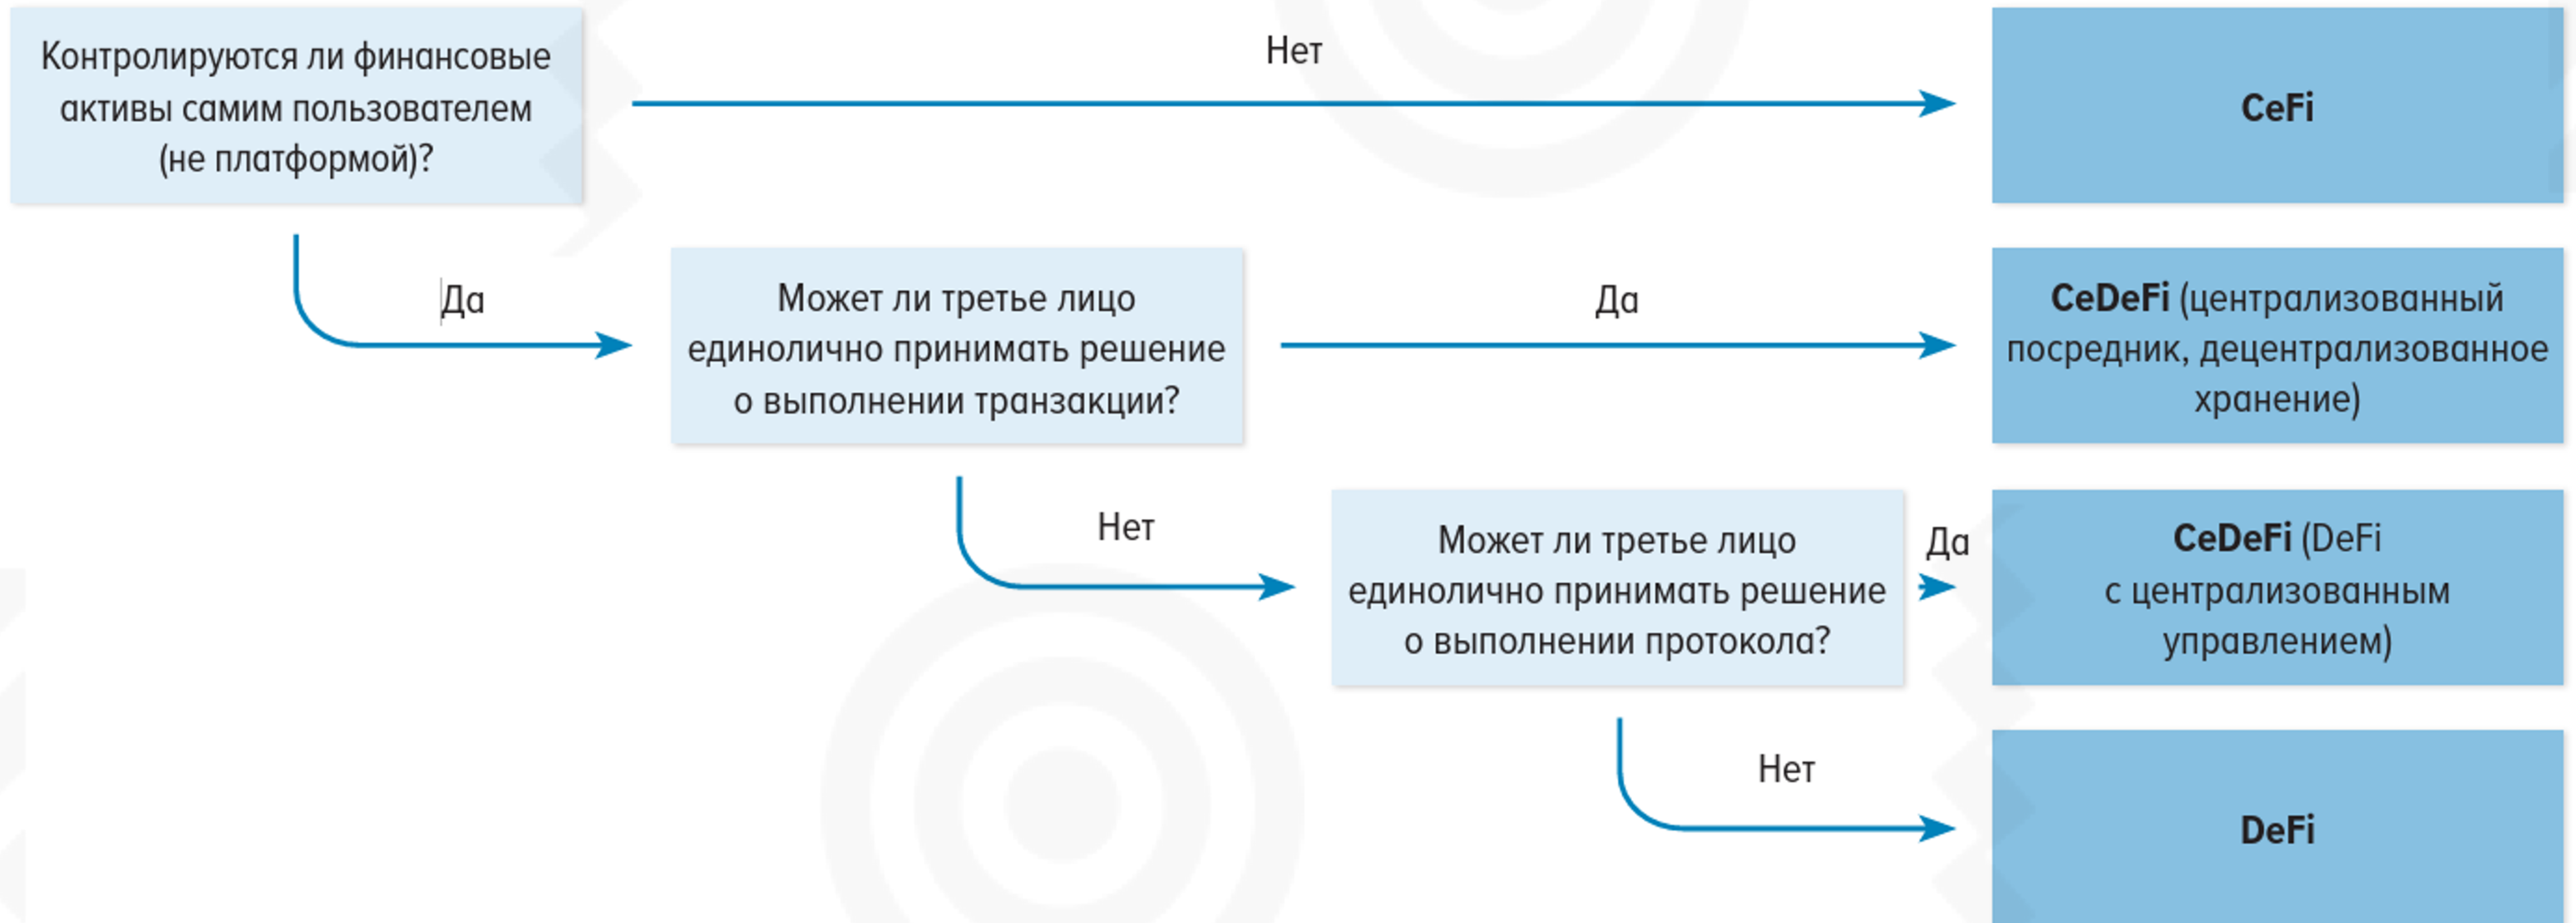 Контролируются ли финансовые
активы самим пользователем
(не платформой)?
Нет
CeFi
Да
Может ли третье лицо
единолично принимать решение
о выполнении транзакции?
Да
CeDeFi (централизованный
посредник, децентрализованное
хранение)
Нет
Может ли третье лицо
единолично принимать решение
о выполнении протокола?
Да
CeDeFi (DeFi
с централизованным
управлением)
Нет
DeFi